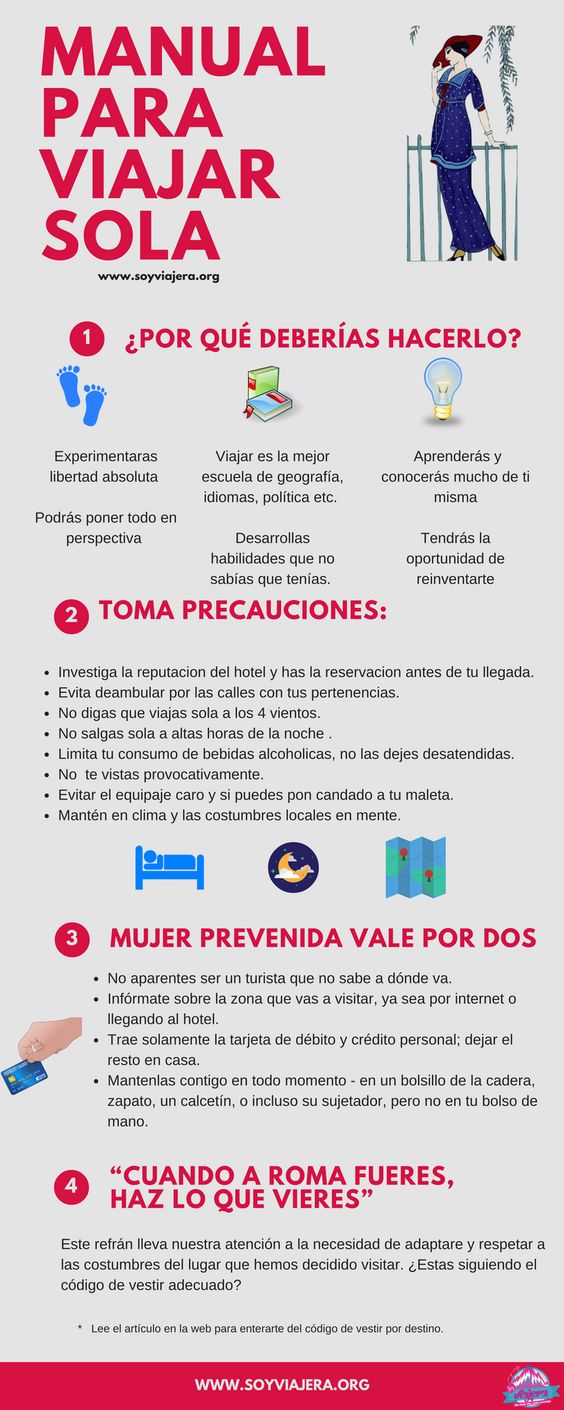 MANUAL
PARA
VIAJAR
SOLA
www.soyviajera.org
1 ¿POR QUÉ DEBERÍAS HACERLO?
Experimentaras
libertad absoluta
Podrás poner todo en
perspectiva
Viajar es la mejor
escuela de geografía,
idiomas, política etc.
Desarrollas
habilidades que no
sabías que tenías.
Aprenderás y
conocerás mucho de ti
misma
Tendrás la
oportunidad de
reinventarte
2 TOMA PRECAUCIONES:
• Investiga la reputacion del hotel y has la reservacion antes de tu llegada.
• Evita deambular por las calles con tus pertenencias.
• No digas que viajas sola a los 4 vientos.
• No salgas sola a altas horas de la noche .
• Limita tu consumo de bebidas alcoholicas, no las dejes desatendidas.
• No  te vistas provocativamente.
• Evitar el equipaje caro y si puedes pon candado a tu maleta.
• Mantén en clima y las costumbres locales en mente.
3 MUJER PREVENIDA VALE POR DOS
• No aparentes ser un turista que no sabe a dónde va.
• Infórmate sobre la zona que vas a visitar, ya sea por internet o
llegando al hotel.
• Trae solamente la tarjeta de débito y crédito personal; dejar el
resto en casa.
• Mantenlas contigo en todo momento - en un bolsillo de la cadera,
zapato, un calcetín, o incluso su sujetador, pero no en tu bolso de
mano.
4 “CUANDO A ROMA FUERES,
HAZ LO QUE VIERES”
Este refrán lleva nuestra atención a la necesidad de adaptare y respetar a
las costumbres del lugar que hemos decidido visitar. ¿Estas siguiendo el
código de vestir adecuado?
* Lee el artículo en la web para enterarte del código de vestir por destino.
WWW.SOYVIAJERA.ORG